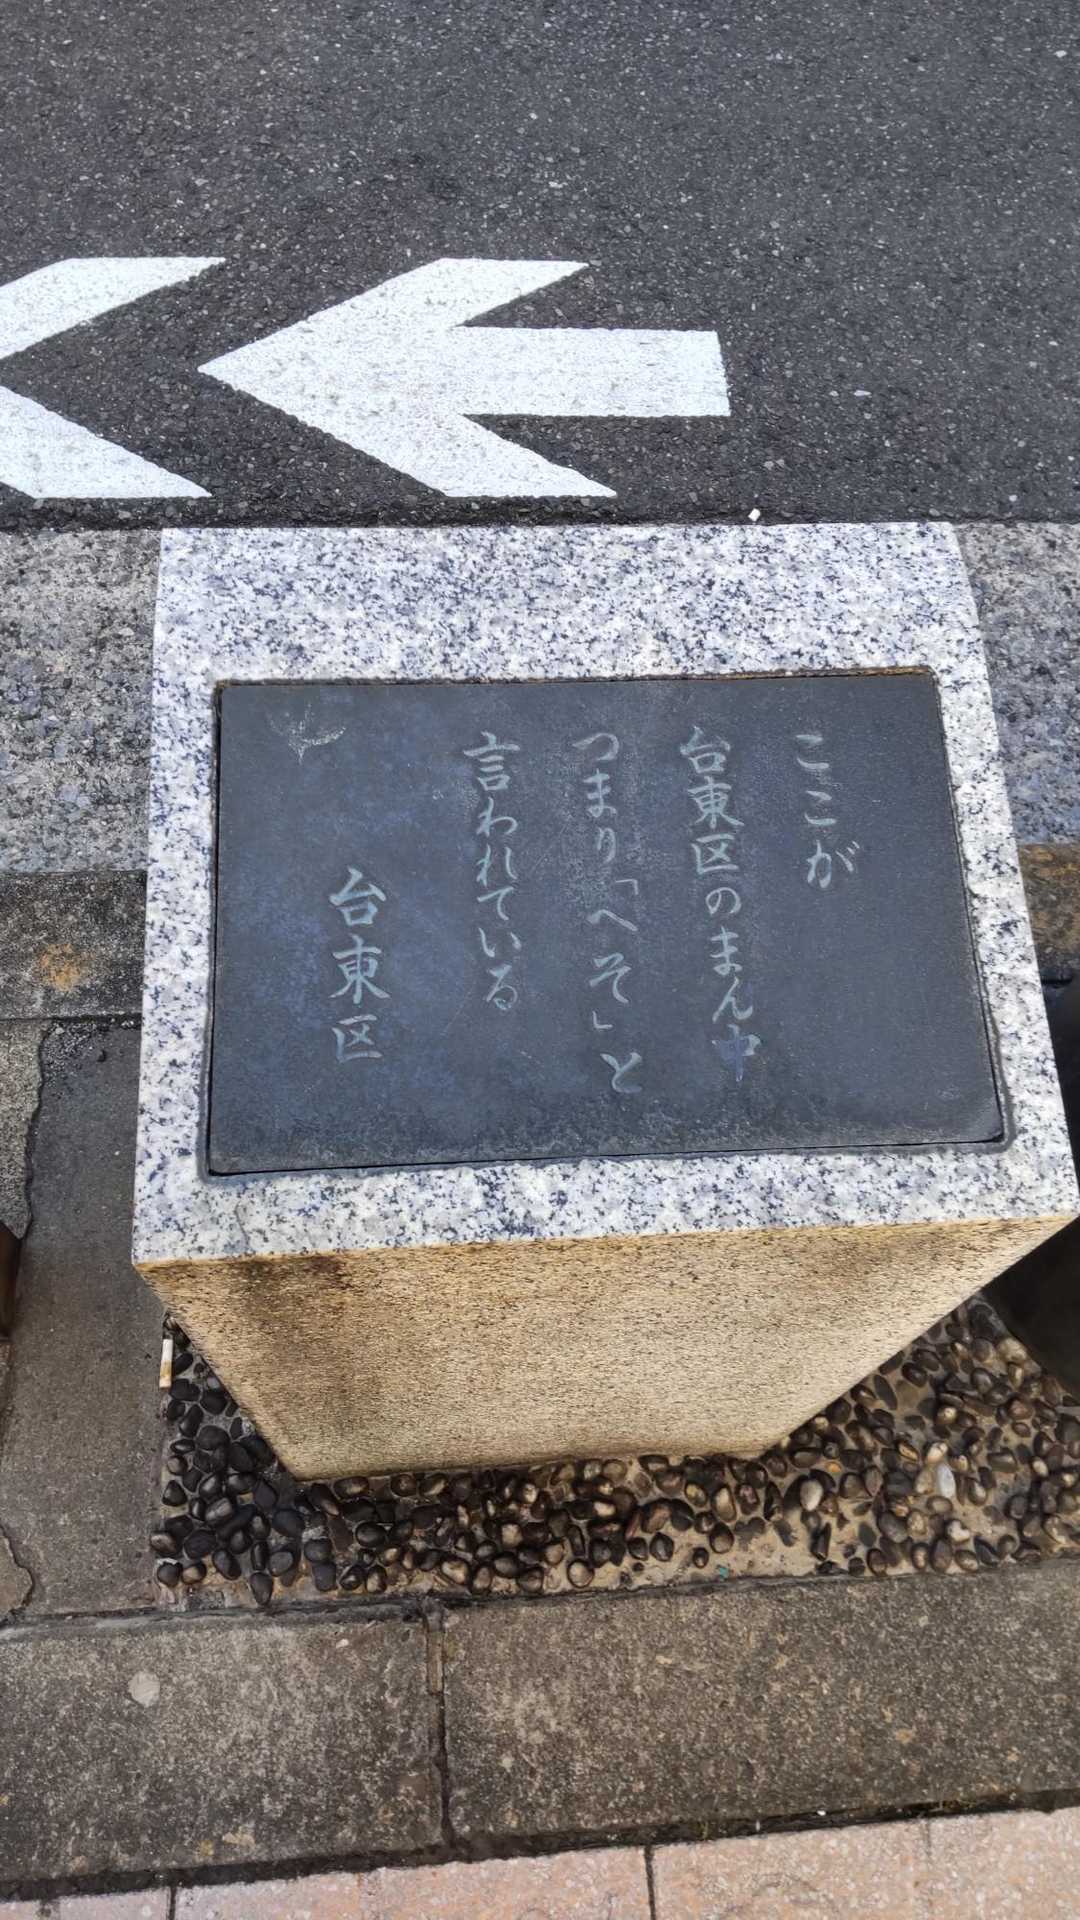 ここが
台東区のまん中
つまり「へそ」と
言われている
台東区